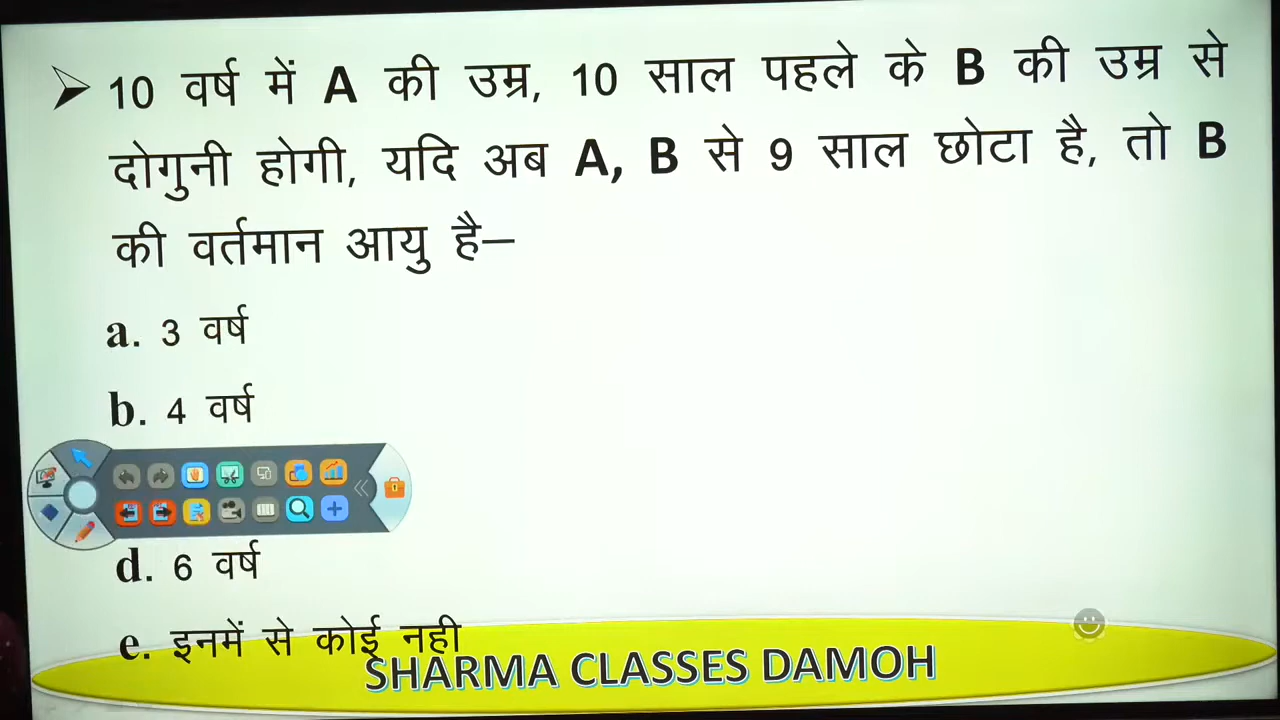 10 वर्ष में A की उम्र, 10 साल पहले के B की उम्र से
दोगुनी होगी, यदि अब A, B से 9 साल छोटा है, तो B
की वर्तमान आयु है–
a. 3 वर्ष
b. 4 वर्ष
d. 6 वर्ष
e. इनमें से कोई नही
SHARMA CLASSES DAMOH